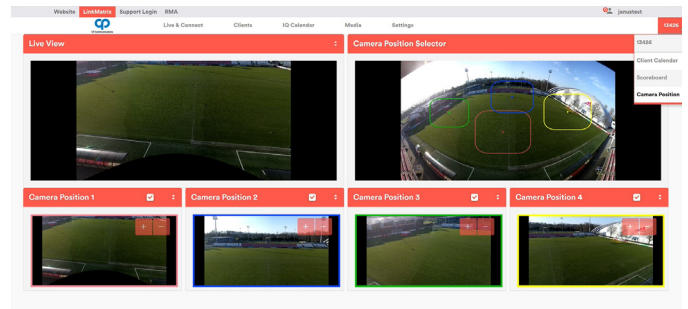 Website LinkMatrix Support Login RMA janustest
cp Live & Connect Clients IQ Calendar Media Settings 13426
Live View Camera Position Selector 13426
Client Calendar
Scoreboard
Camera Position
Camera Position 1 Camera Position 2 Camera Position 3 Camera Position 4
+ − + − + − + −